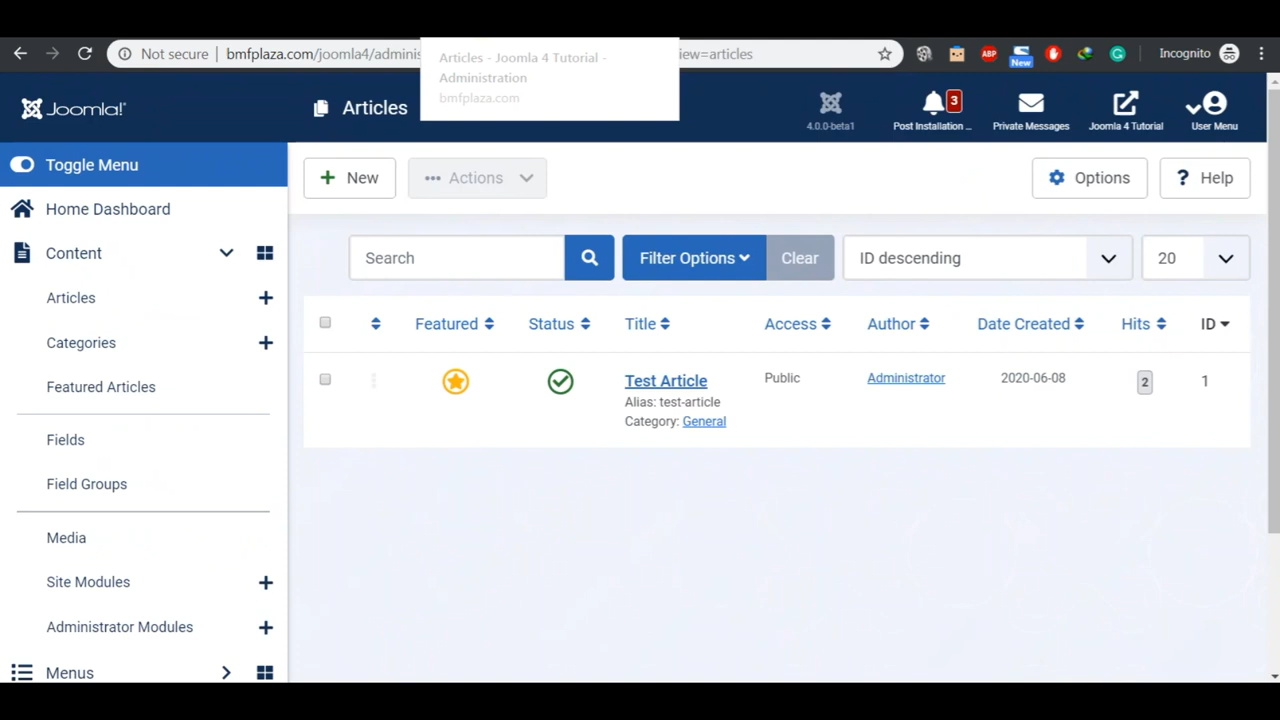 Not secure
bmfplaza.com/joomla4/adminis
iew=articles
ABP
New
Incognito
Articles - Joomla 4 Tutorial -
Administration
bmfplaza.com
Joomla!
Articles
4.0.0-beta1
3
Post Installation ...
Private Messages
Joomla 4 Tutorial
User Menu
Toggle Menu
Home Dashboard
Content
Articles
Categories
Featured Articles
Fields
Field Groups
Media
Site Modules
Administrator Modules
Menus
New
Actions
Options
? Help
Search
Filter Options
Clear
ID descending
20
Featured
Status
Title
Access
Author
Date Created
Hits
ID
Test Article
Alias: test-article
Category: General
Public
Administrator
2020-06-08
2
1